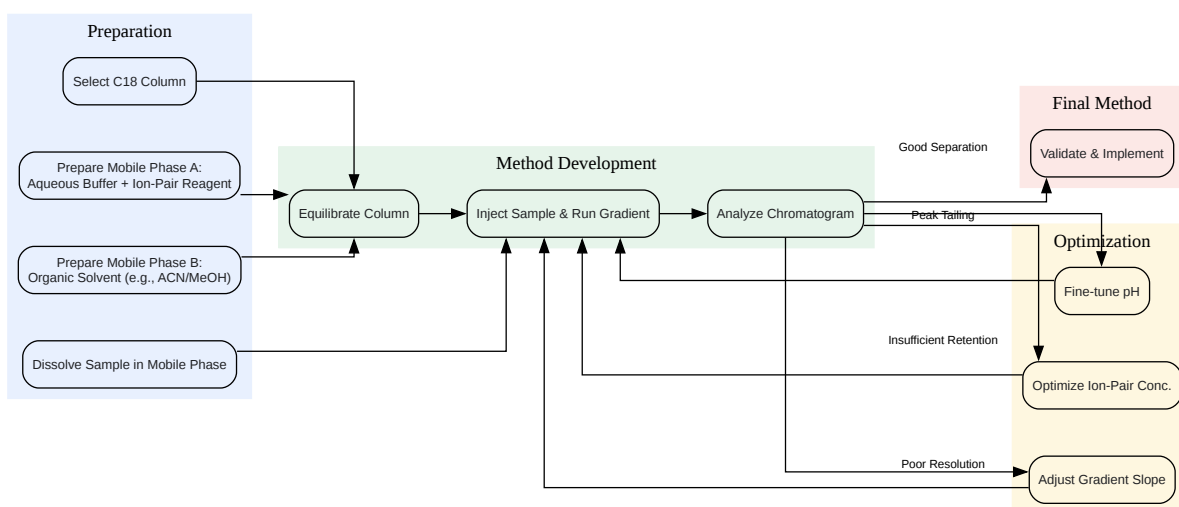 Preparation
Select C18 Column
Prepare Mobile Phase A:
Aqueous Buffer + Ion-Pair Reagent
Prepare Mobile Phase B:
Organic Solvent (e.g., ACN/MeOH)
Dissolve Sample in Mobile Phase
Method Development
Equilibrate Column
Inject Sample & Run Gradient
Analyze Chromatogram
Good Separation
Peak Tailing
Insufficient Retention
Poor Resolution
Final Method
Validate & Implement
Optimization
Fine-tune pH
Optimize Ion-Pair Conc.
Adjust Gradient Slope